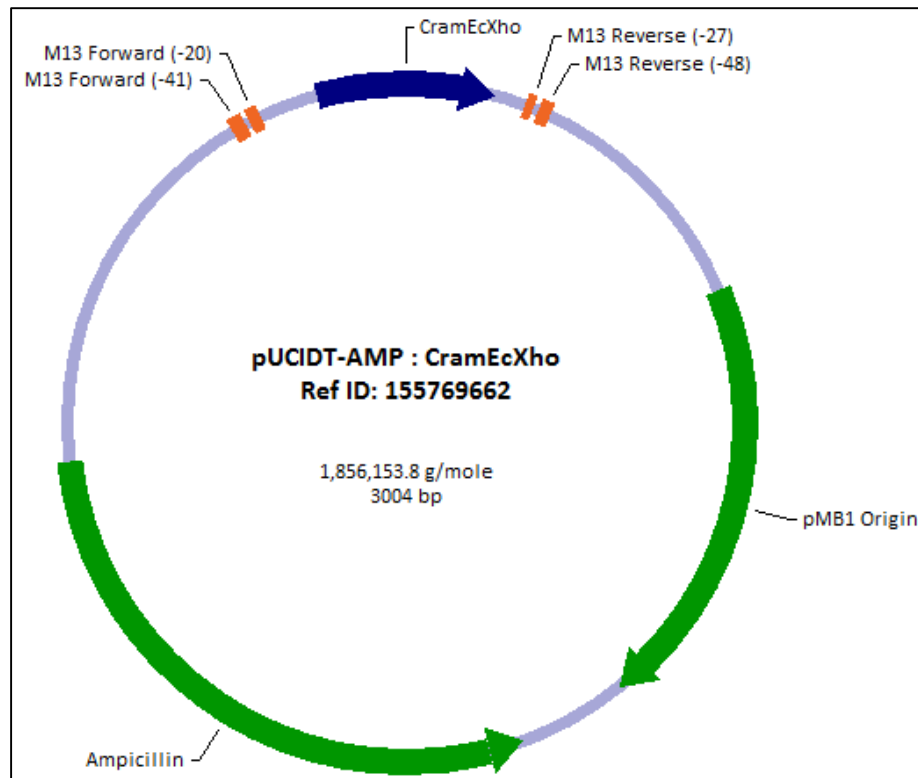 CramEcXho
M13 Forward (-20)
M13 Forward (-41)
M13 Reverse (-27)
M13 Reverse (-48)
pUCIDT-AMP : CramEcXho
Ref ID: 155769662
1,856,153.8 g/mole
3004 bp
pMB1 Origin
Ampicillin